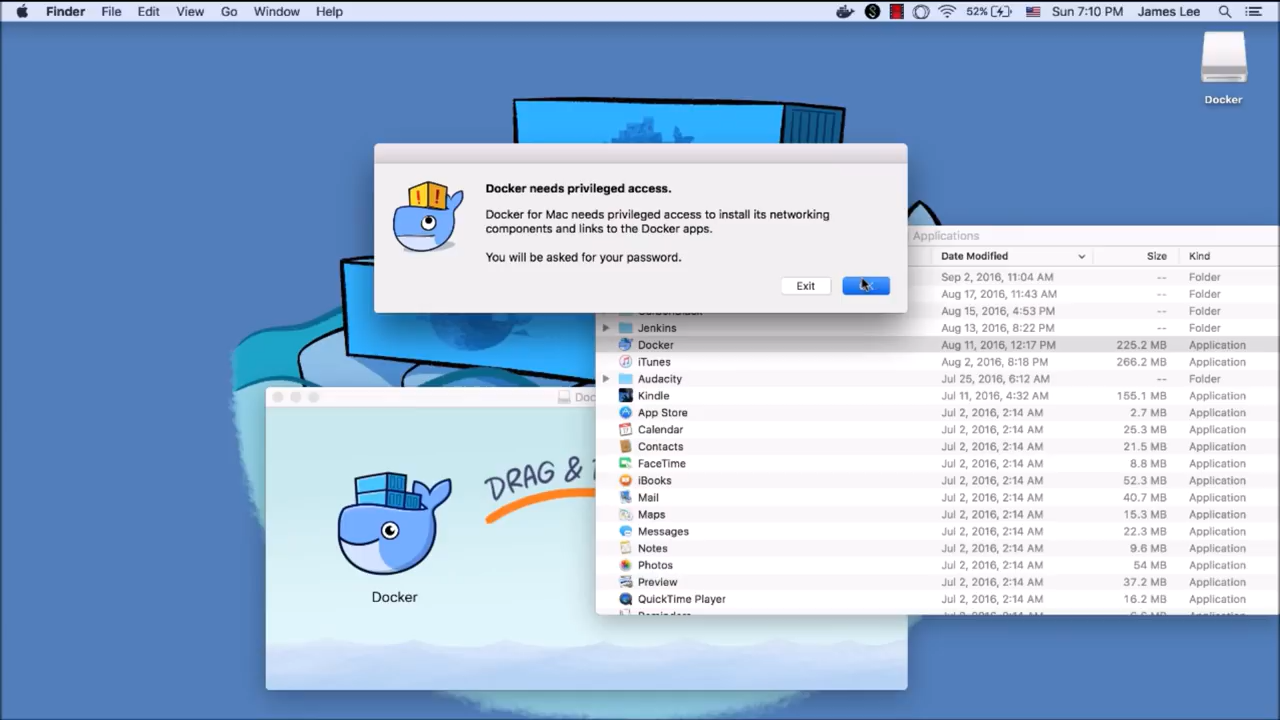 Finder File Edit View Go Window Help
52% Sun 7:10 PM James Lee
Docker
Docker needs privileged access.
Docker for Mac needs privileged access to install its networking
components and links to the Docker apps.
You will be asked for your password.
Exit
Applications
Date Modified Size Kind
Sep 2, 2016, 11:04 AM -- Folder
Aug 17, 2016, 11:43 AM -- Folder
Aug 15, 2016, 4:53 PM -- Folder
Jenkins Aug 13, 2016, 8:22 PM -- Folder
Docker Aug 11, 2016, 12:17 PM 225.2 MB Application
iTunes Aug 2, 2016, 8:18 PM 266.2 MB Application
Audacity Jul 25, 2016, 6:12 AM -- Folder
Kindle Jul 11, 2016, 4:32 AM 155.1 MB Application
App Store Jul 2, 2016, 2:14 AM 2.7 MB Application
Calendar Jul 2, 2016, 2:14 AM 25.3 MB Application
Contacts Jul 2, 2016, 2:14 AM 21.5 MB Application
FaceTime Jul 2, 2016, 2:14 AM 8.8 MB Application
iBooks Jul 2, 2016, 2:14 AM 52.3 MB Application
Mail Jul 2, 2016, 2:14 AM 40.7 MB Application
Maps Jul 2, 2016, 2:14 AM 15.3 MB Application
Messages Jul 2, 2016, 2:14 AM 22.3 MB Application
Notes Jul 2, 2016, 2:14 AM 9.6 MB Application
Photos Jul 2, 2016, 2:14 AM 54 MB Application
Preview Jul 2, 2016, 2:14 AM 37.2 MB Application
QuickTime Player Jul 2, 2016, 2:14 AM 16.2 MB Application
Doc
DRAG &
Docker